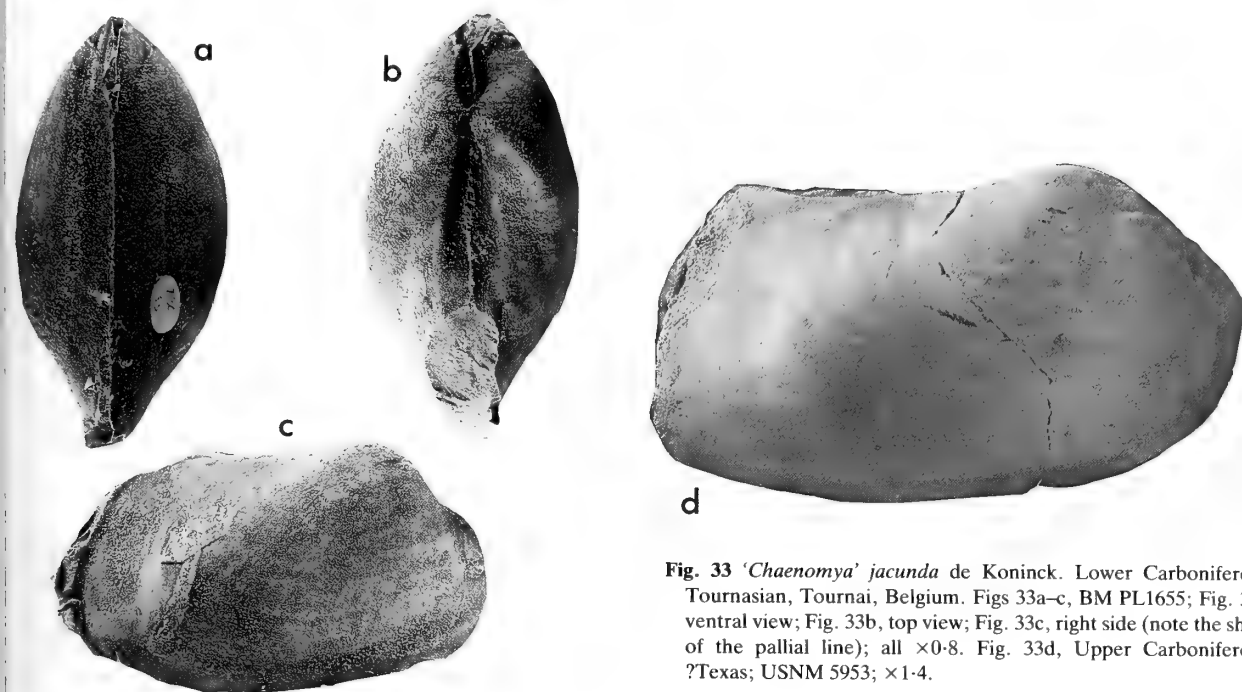 a
b
c
d
Fig. 33 'Chaenomya' jacunda de Koninck. Lower Carbonifer
Tournasian, Tournai, Belgium. Figs 33a–c, BM PL1655; Fig.
ventral view; Fig. 33b, top view; Fig. 33c, right side (note the sh
of the pallial line); all ×0·8. Fig. 33d, Upper Carbonifer
?Texas; USNM 5953; ×1·4.